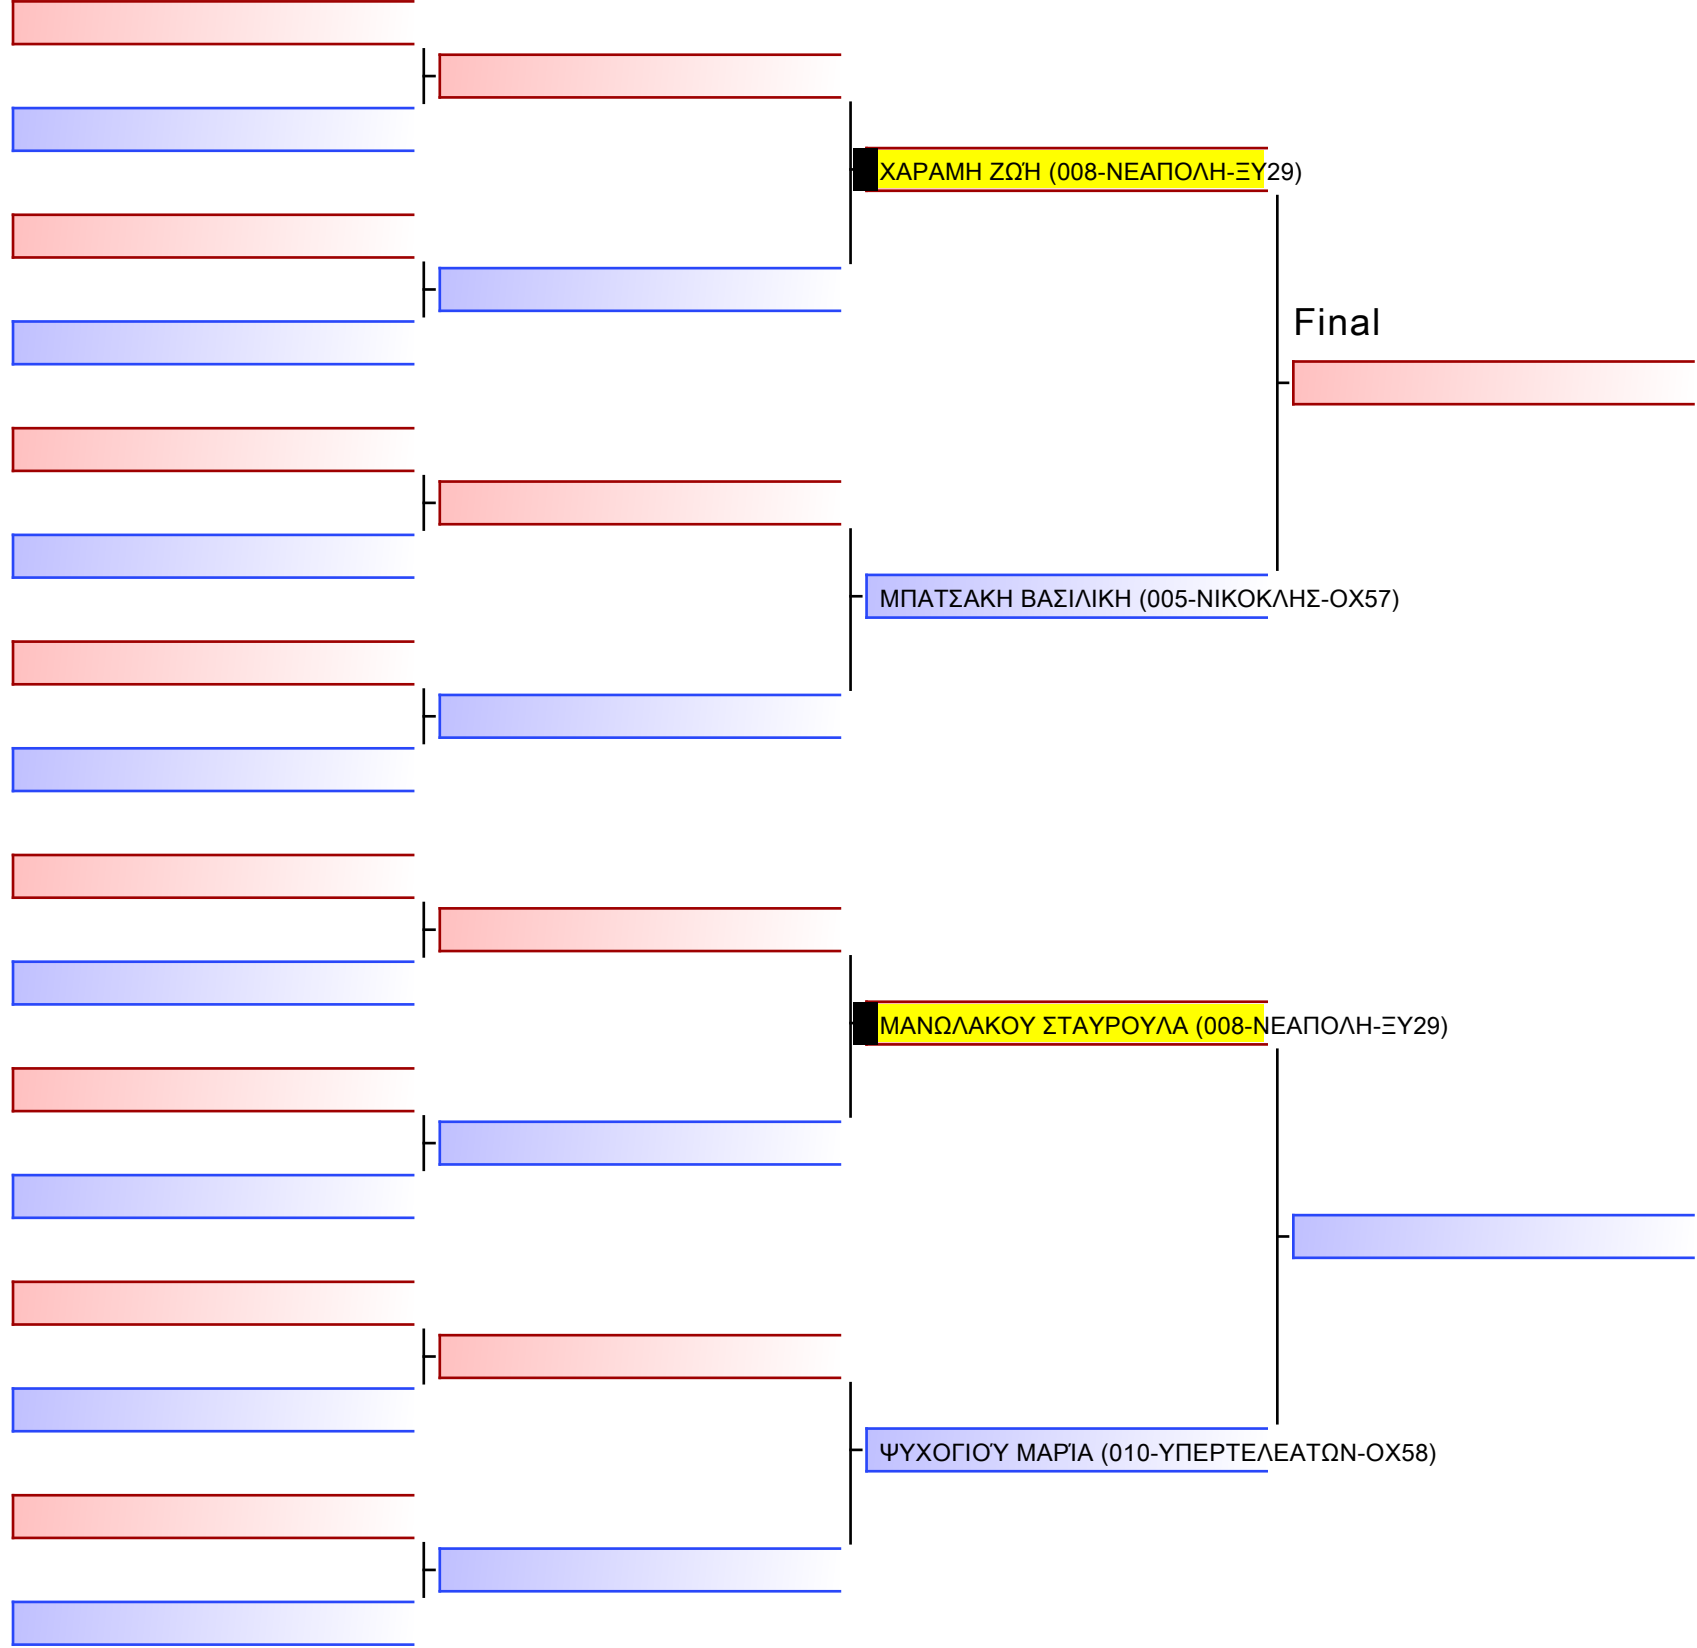 ΧΑΡΑΜΗ ΖΩΉ (008-ΝΕΑΠΟΛΗ-ΞΥ29)
Final
ΜΠΑΤΣΑΚΗ ΒΑΣΙΛΙΚΗ (005-ΝΙΚΟΚΛΗΣ-ΟΧ57)
ΜΑΝΩΛΑΚΟΥ ΣΤΑΥΡΟΥΛΑ (008-ΝΕΑΠΟΛΗ-ΞΥ29)
ΨΥΧΟΓΙΟΎ ΜΑΡΊΑ (010-ΥΠΕΡΤΕΛΕΑΤΩΝ-ΟΧ58)